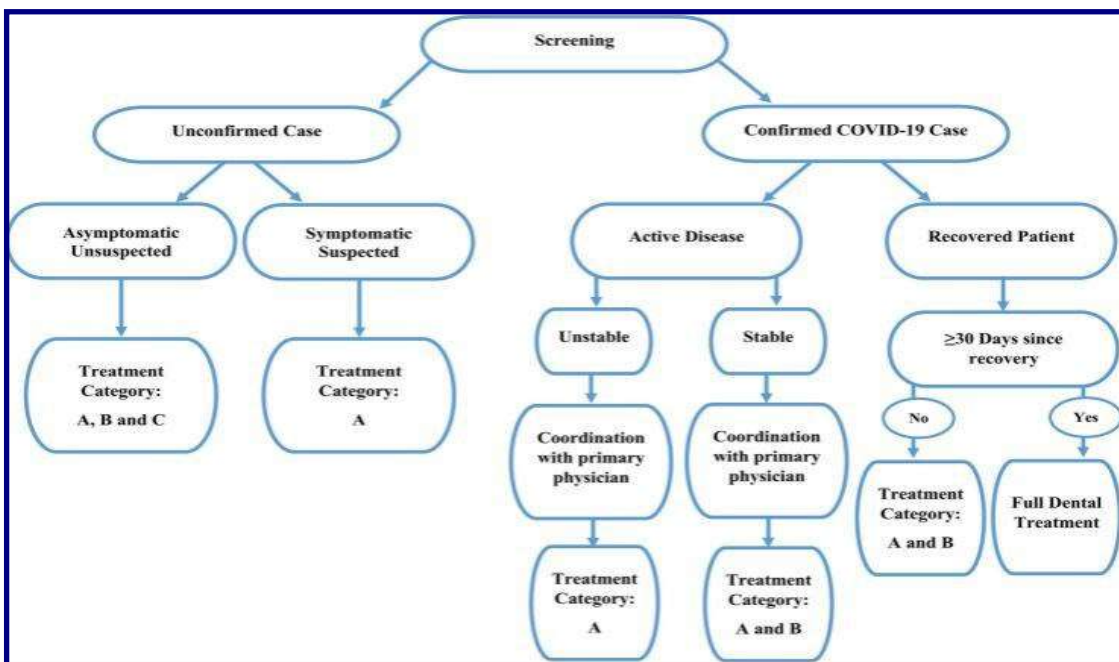 Screening
Unconfirmed Case
Confirmed COVID-19 Case
Asymptomatic
Unsuspected
Symptomatic
Suspected
Active Disease
Recovered Patient
Unstable
Stable
≥30 Days since
recovery
Treatment
Category:
A, B and C
Treatment
Category:
A
Coordination
with primary
physician
Coordination
with primary
physician
No
Yes
Treatment
Category:
A and B
Full Dental
Treatment
Treatment
Category:
A
Treatment
Category:
A and B